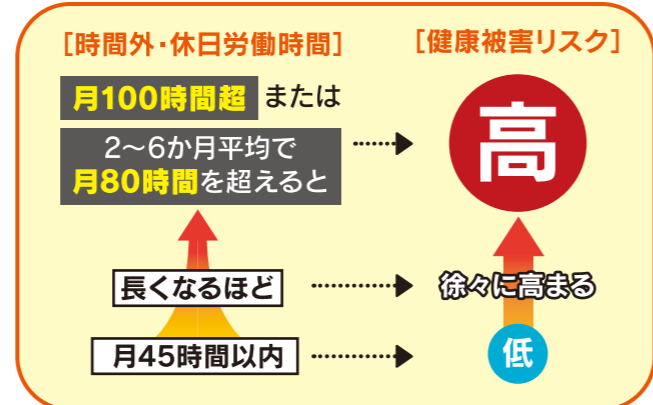 [時間外・休日労働時間]
[健康被害リスク]
月100時間超 または
2〜6か月平均で
月80時間を超えると
高
長くなるほど
徐々に高まる
月45時間以内
低